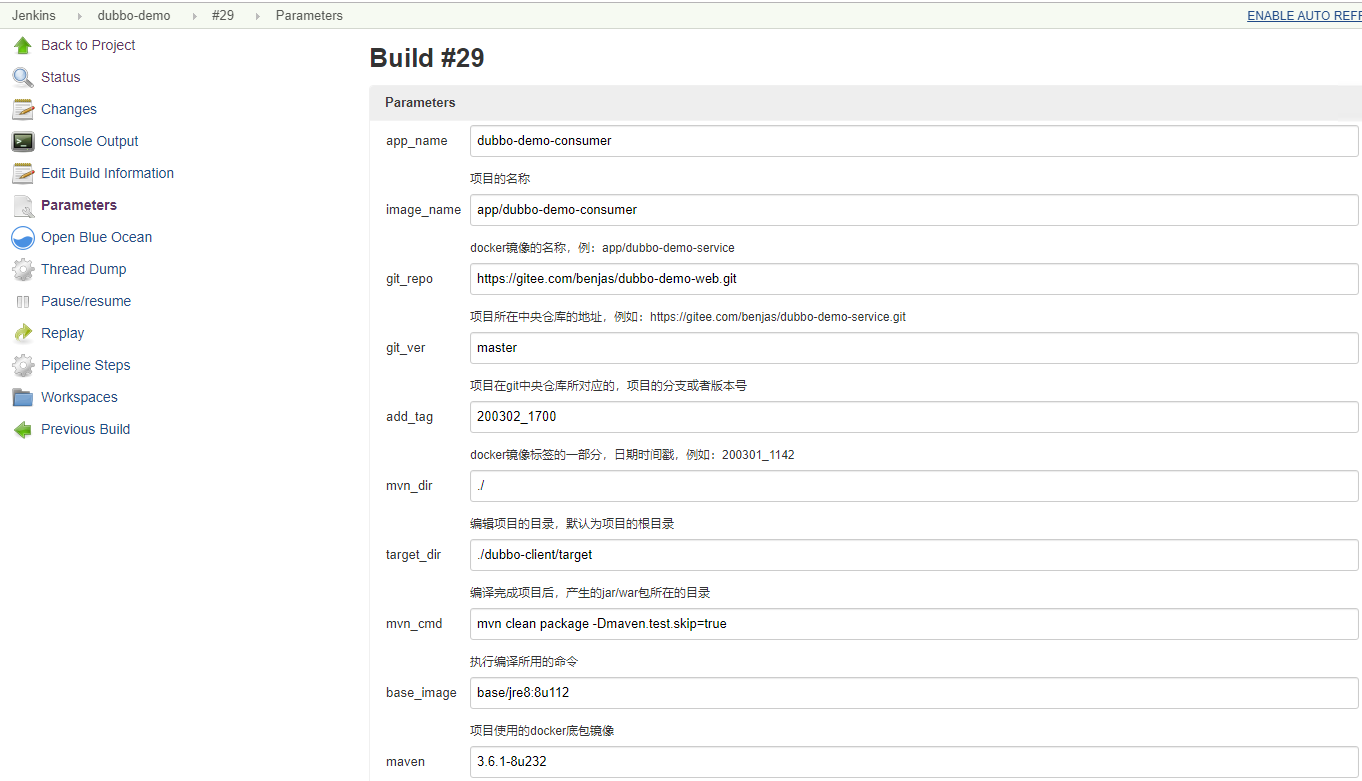 Jenkins dubbo-demo #29 Parameters ENABLE AUTO REF
Back to Project
Status
Changes
Console Output
Edit Build Information
Parameters
Open Blue Ocean
Thread Dump
Pause/resume
Replay
Pipeline Steps
Workspaces
Previous Build
Build #29
Parameters
app_name dubbo-demo-consumer
项目的名称
image_name app/dubbo-demo-consumer
docker镜像的名称，例：app/dubbo-demo-service
git_repo https://gitee.com/benjas/dubbo-demo-web.git
项目所在中央仓库的地址，例如：https://gitee.com/benjas/dubbo-demo-service.git
git_ver master
项目在git中央仓库所对应的，项目的分支或者版本号
add_tag 200302_1700
docker镜像标签的一部分，日期时间戳，例如：200301_1142
mvn_dir ./
编辑项目的目录，默认为项目的根目录
target_dir ./dubbo-client/target
编译完成项目后，产生的jar/war包所在的目录
mvn_cmd mvn clean package -Dmaven.test.skip=true
执行编译所用的命令
base_image base/jre8:8u112
项目使用的docker底包镜像
maven 3.6.1-8u232